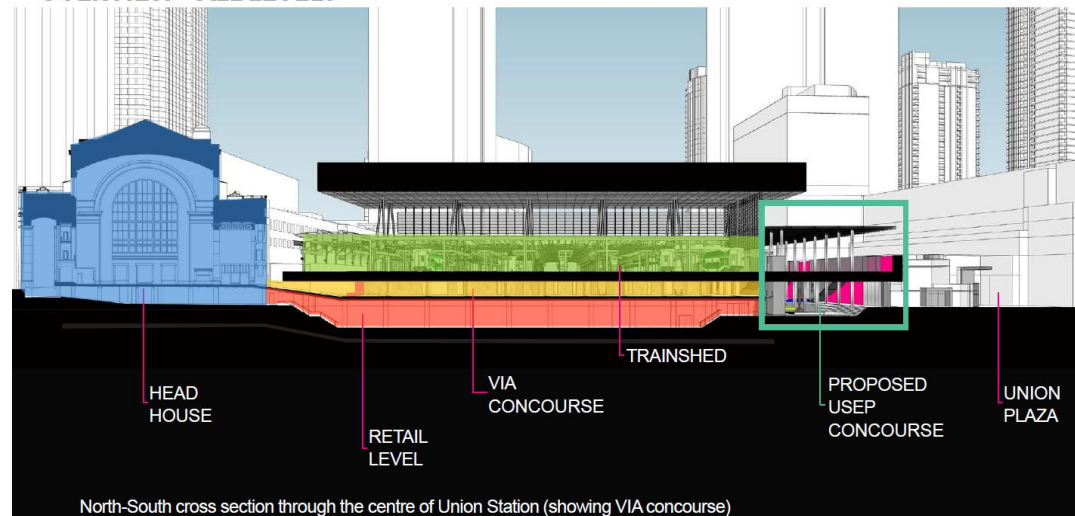 HEAD
HOUSE
RETAIL
LEVEL
VIA
CONCOURSE
TRAINSHED
PROPOSED
USEP
CONCOURSE
UNION
PLAZA
North-South cross section through the centre of Union Station (showing VIA concourse)